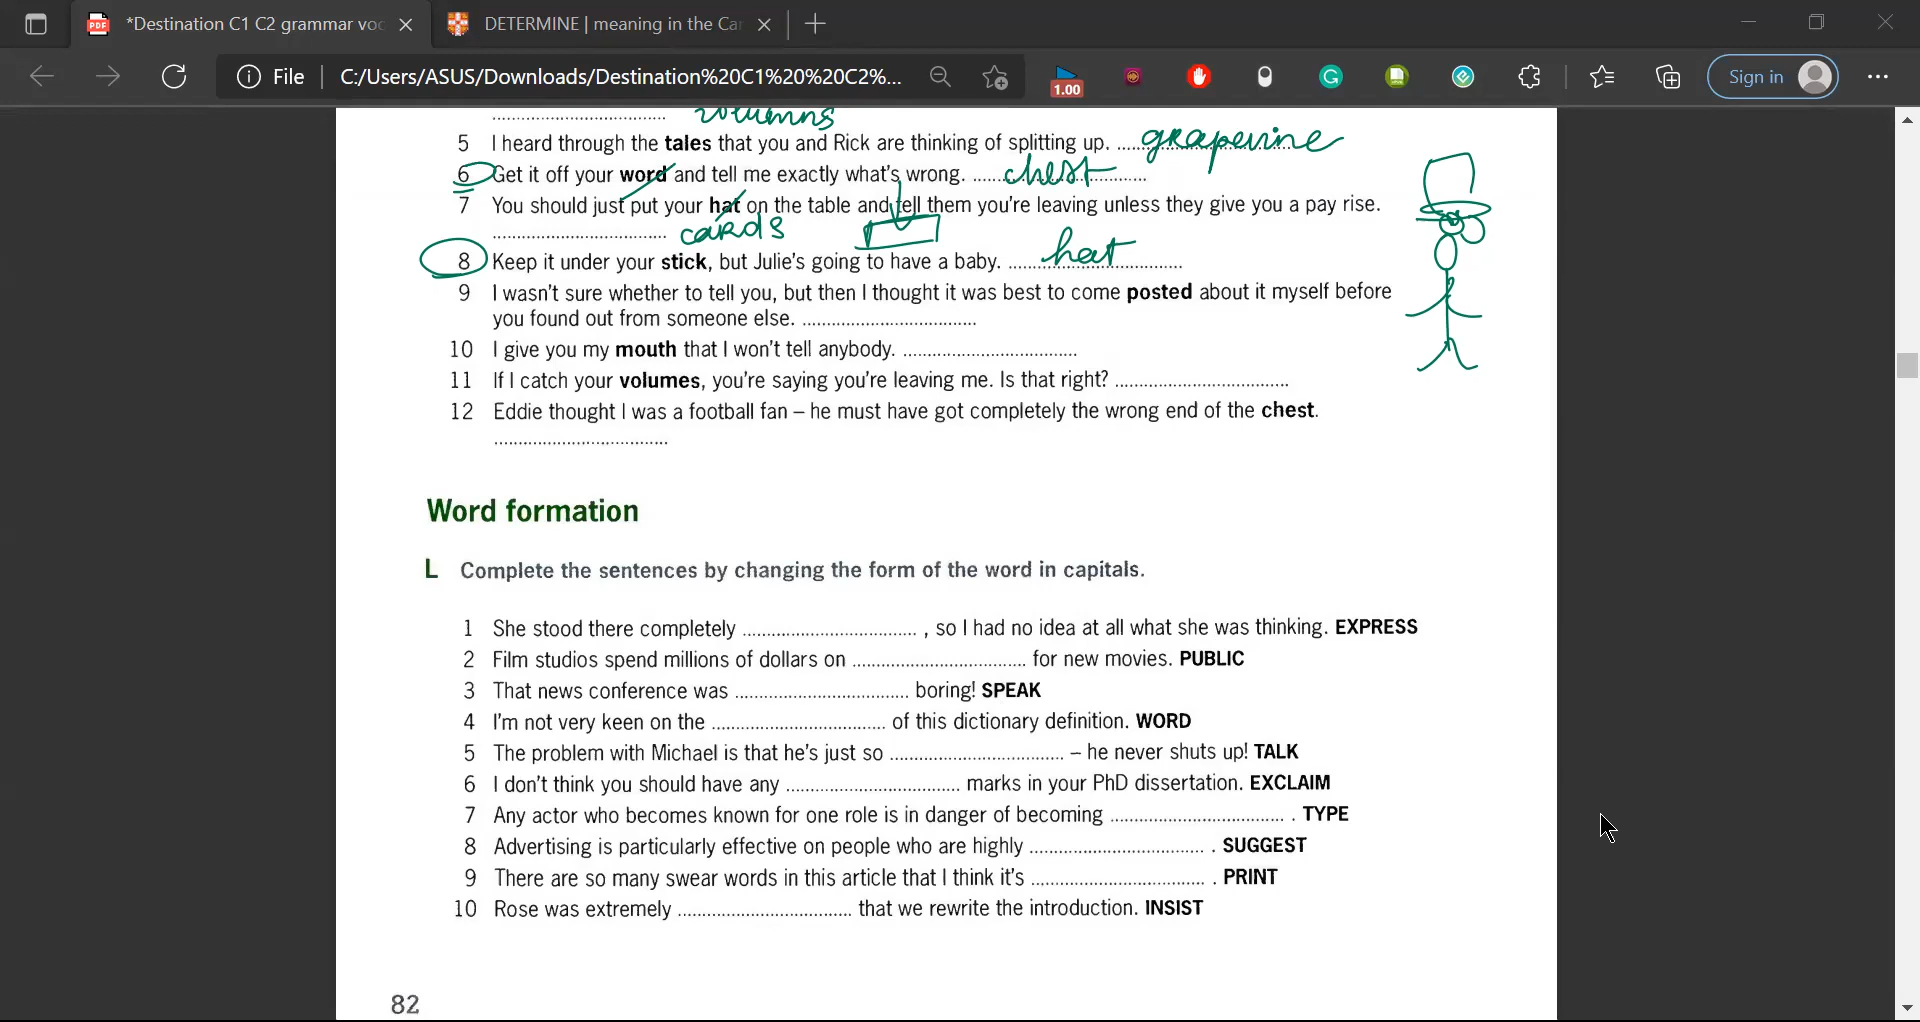 *Destination C1 C2 grammar voc
DETERMINE | meaning in the Car
File C:/Users/ASUS/Downloads/Destination%20C1%20%20C2%... 1.00 Sign in
.................................. volumns
5 I heard through the tales that you and Rick are thinking of splitting up. .... grapevine
6 Get it off your word and tell me exactly what's wrong. .................................. chest
7 You should just put your hat on the table and tell them you're leaving unless they give you a pay rise.
.................................. cards
8 Keep it under your stick, but Julie's going to have a baby. .................................. hat
9 I wasn't sure whether to tell you, but then I thought it was best to come posted about it myself before
you found out from someone else. ..................................
10 I give you my mouth that I won't tell anybody. ..................................
11 If I catch your volumes, you're saying you're leaving me. Is that right? ..................................
12 Eddie thought I was a football fan – he must have got completely the wrong end of the chest.
..................................
Word formation
L Complete the sentences by changing the form of the word in capitals.
1 She stood there completely .................................. , so I had no idea at all what she was thinking. EXPRESS
2 Film studios spend millions of dollars on .................................. for new movies. PUBLIC
3 That news conference was .................................. boring! SPEAK
4 I'm not very keen on the .................................. of this dictionary definition. WORD
5 The problem with Michael is that he's just so .................................. – he never shuts up! TALK
6 I don't think you should have any .................................. marks in your PhD dissertation. EXCLAIM
7 Any actor who becomes known for one role is in danger of becoming .................................. . TYPE
8 Advertising is particularly effective on people who are highly .................................. . SUGGEST
9 There are so many swear words in this article that I think it's .................................. . PRINT
10 Rose was extremely .................................. that we rewrite the introduction. INSIST
82